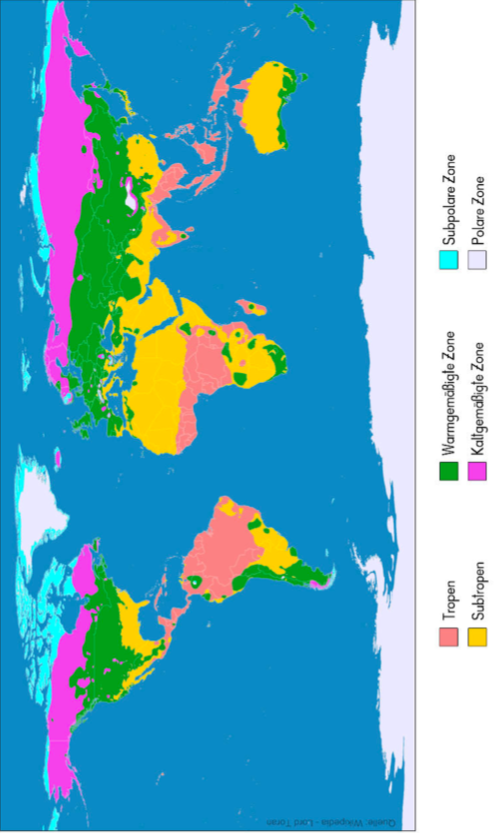 Quelle: Wikipedia - Lord Toran
Tropen
Warmgemäßigte Zone
Subpolare Zone
Subtropen
Kaltgemäßigte Zone
Polare Zone